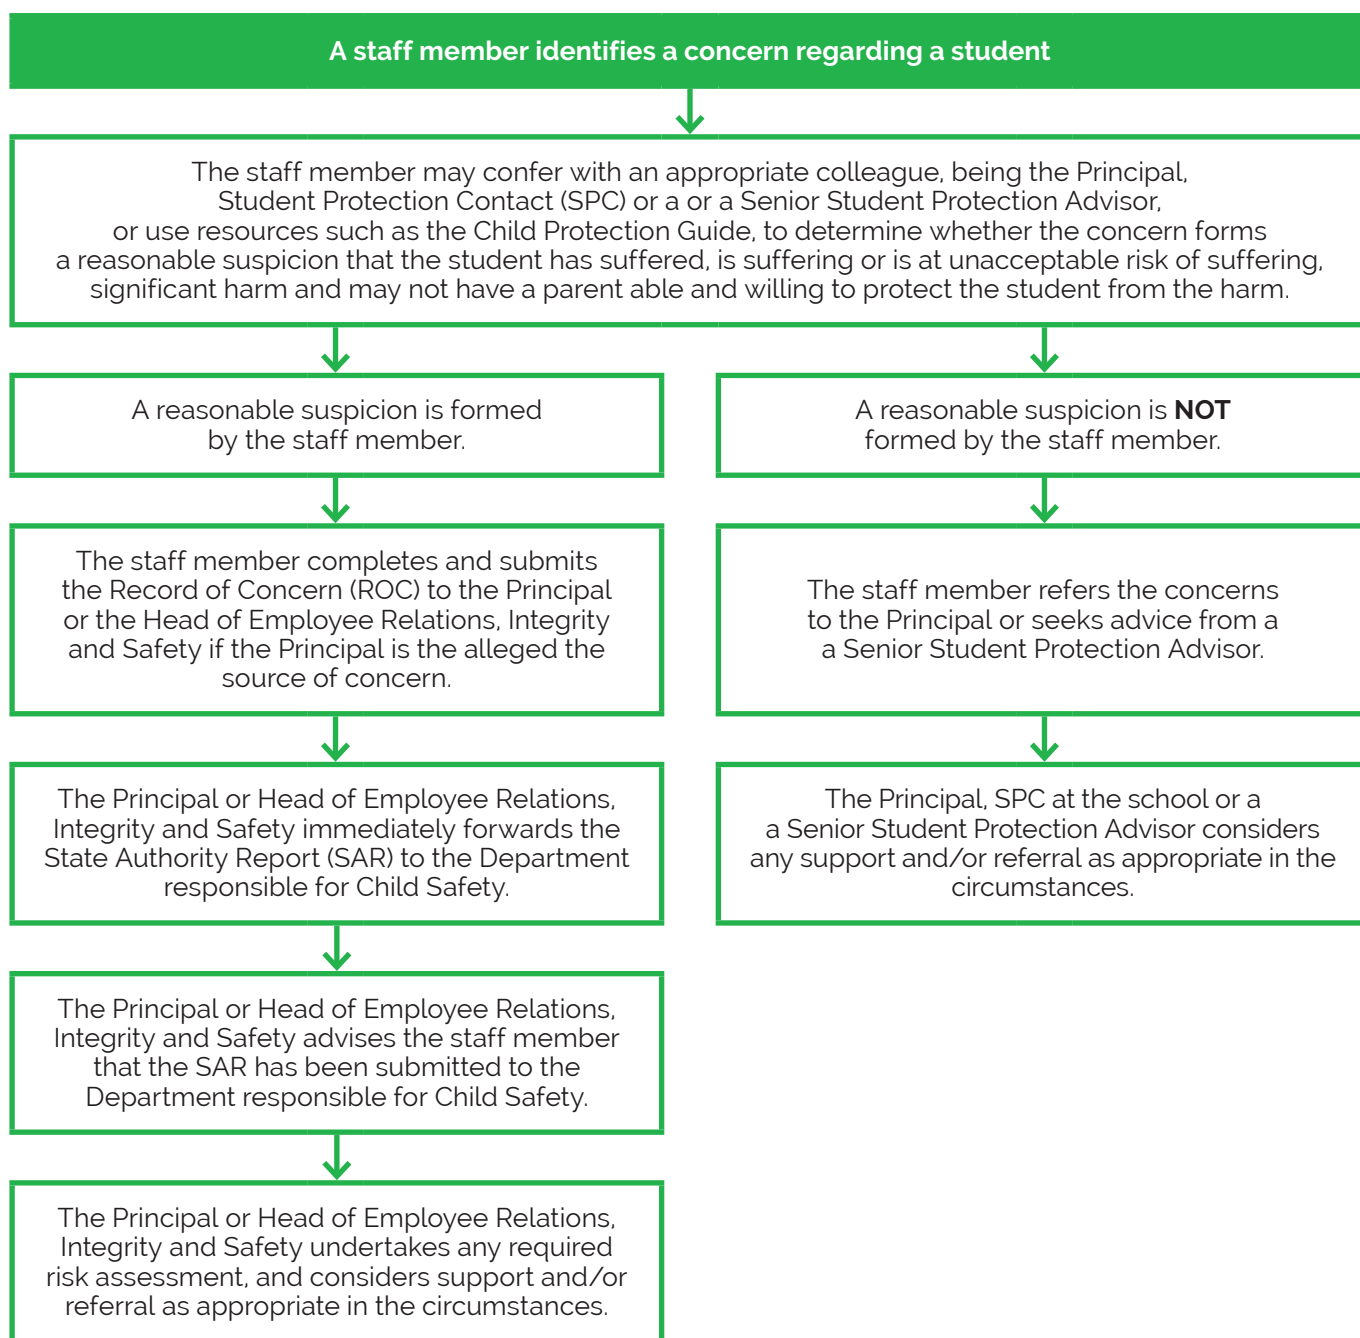 A staff member identifies a concern regarding a student
The staff member may confer with an appropriate colleague, being the Principal,
Student Protection Contact (SPC) or a or a Senior Student Protection Advisor,
or use resources such as the Child Protection Guide, to determine whether the concern forms
a reasonable suspicion that the student has suffered, is suffering or is at unacceptable risk of suffering,
significant harm and may not have a parent able and willing to protect the student from the harm.
A reasonable suspicion is formed
by the staff member.
A reasonable suspicion is NOT
formed by the staff member.
The staff member completes and submits
the Record of Concern (ROC) to the Principal
or the Head of Employee Relations, Integrity
and Safety if the Principal is the alleged the
source of concern.
The staff member refers the concerns
to the Principal or seeks advice from a
a Senior Student Protection Advisor.
The Principal or Head of Employee Relations,
Integrity and Safety immediately forwards the
State Authority Report (SAR) to the Department
responsible for Child Safety.
The Principal, SPC at the school or a
a Senior Student Protection Advisor considers
any support and/or referral as appropriate in the
circumstances.
The Principal or Head of Employee Relations,
Integrity and Safety advises the staff member
that the SAR has been submitted to the
Department responsible for Child Safety.
The Principal or Head of Employee Relations,
Integrity and Safety undertakes any required
risk assessment, and considers support and/or
referral as appropriate in the circumstances.